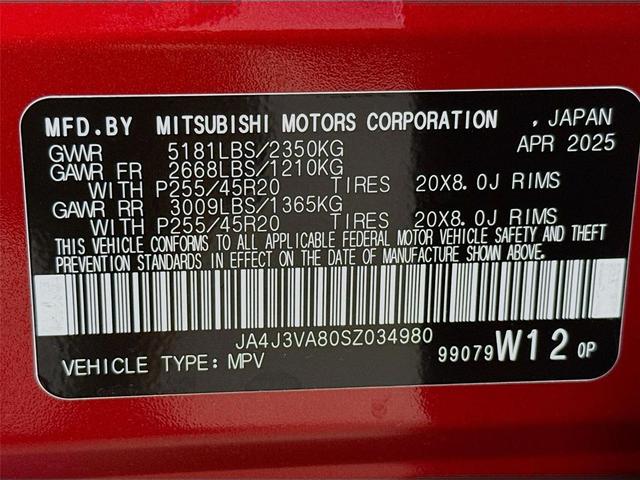 MFD.BY MITSUBISHI MOTORS CORPORATION , JAPAN
GWWR 5181LBS/2350KG APR 2025
GAWR FR 2668LBS/1210KG
WITH P255/45R20 TIRES 20X8.0J RIMS
GAWR RR 3009LBS/1365KG
WITH P255/45R20 TIRES 20X8.0J RIMS
THIS VEHICLE CONFORMS TO ALL APPLICABLE FEDERAL MOTOR VEHICLE SAFETY AND THEFT
PREVENTION STANDARDS IN EFFECT ON THE DATE OF MANUFACTURE SHOWN ABOVE.
JA4J3VA80SZ034980
VEHICLE TYPE: MPV 99079 W12 0P